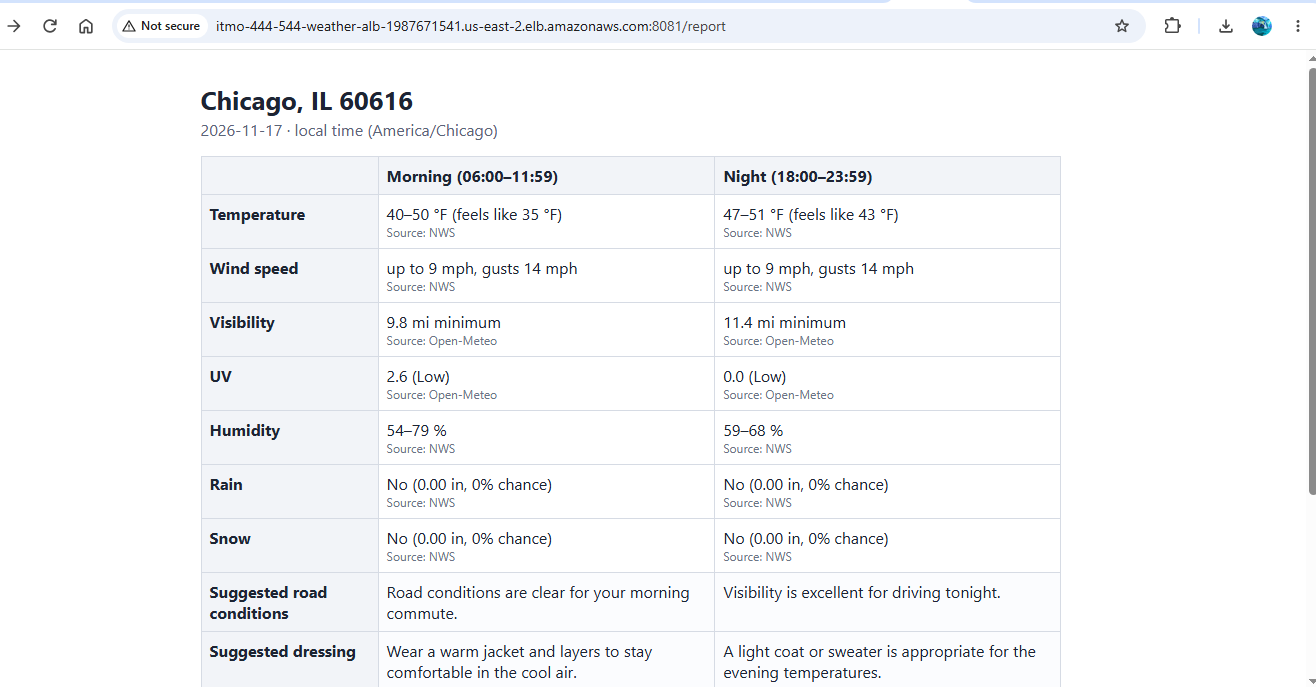 Not secure itmo-444-544-weather-alb-1987671541.us-east-2.elb.amazonaws.com:8081/report
Chicago, IL 60616
2026-11-17 · local time (America/Chicago)
Morning (06:00–11:59) Night (18:00–23:59)
Temperature 40–50 °F (feels like 35 °F) 47–51 °F (feels like 43 °F)
Source: NWS Source: NWS
Wind speed up to 9 mph, gusts 14 mph up to 9 mph, gusts 14 mph
Source: NWS Source: NWS
Visibility 9.8 mi minimum 11.4 mi minimum
Source: Open-Meteo Source: Open-Meteo
UV 2.6 (Low) 0.0 (Low)
Source: Open-Meteo Source: Open-Meteo
Humidity 54–79 % 59–68 %
Source: NWS Source: NWS
Rain No (0.00 in, 0% chance) No (0.00 in, 0% chance)
Source: NWS Source: NWS
Snow No (0.00 in, 0% chance) No (0.00 in, 0% chance)
Source: NWS Source: NWS
Suggested road Road conditions are clear for your morning Visibility is excellent for driving tonight.
conditions commute.
Suggested dressing Wear a warm jacket and layers to stay A light coat or sweater is appropriate for the
comfortable in the cool air. evening temperatures.